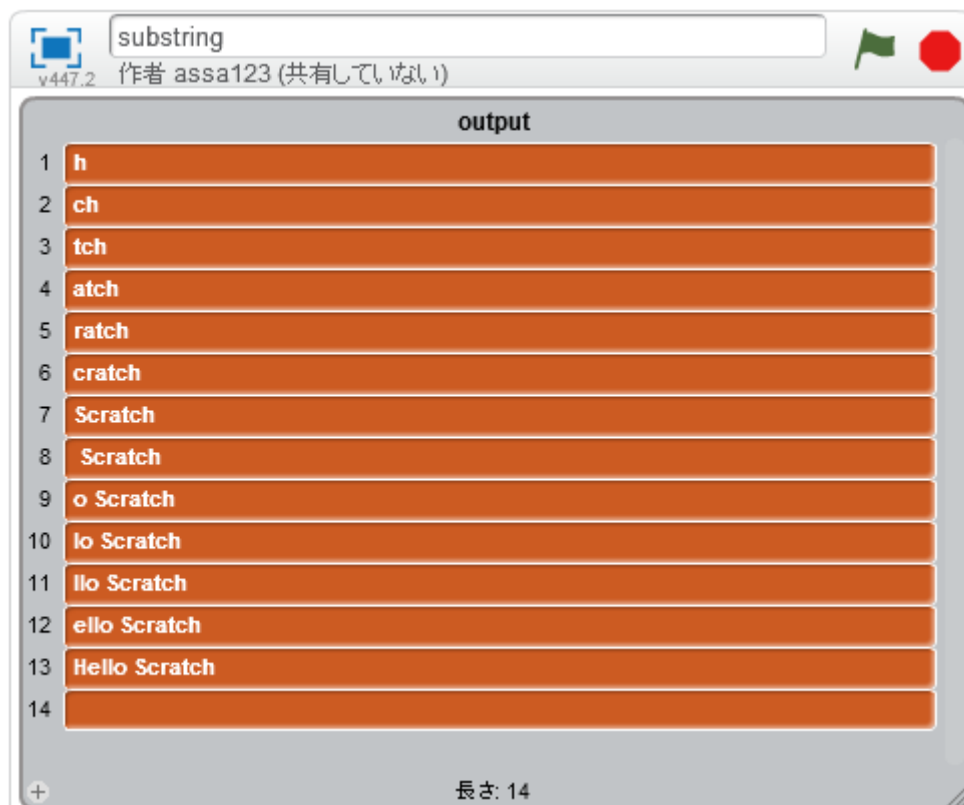 substring
v447.2
作者 assa123 (共有していない)
output
1 h
2 ch
3 tch
4 atch
5 ratch
6 cratch
7 Scratch
8  Scratch
9 o Scratch
10 lo Scratch
11 llo Scratch
12 ello Scratch
13 Hello Scratch
14
+ 長さ: 14